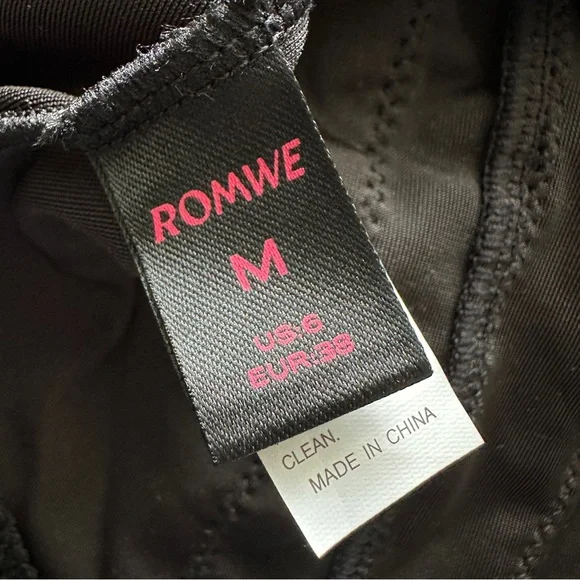 ROMWE
M
US:6
EUR:38
CLEAN.
MADE IN CHINA